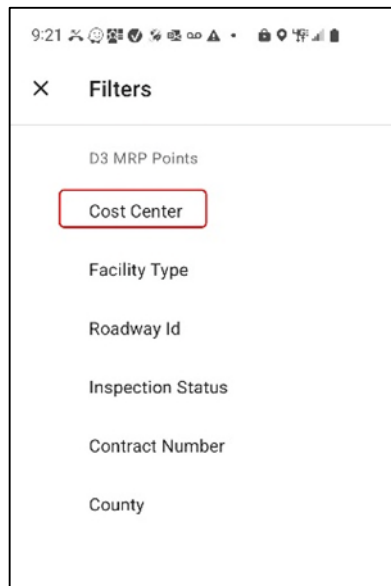 9:21
Filters
D3 MRP Points
Cost Center
Facility Type
Roadway Id
Inspection Status
Contract Number
County